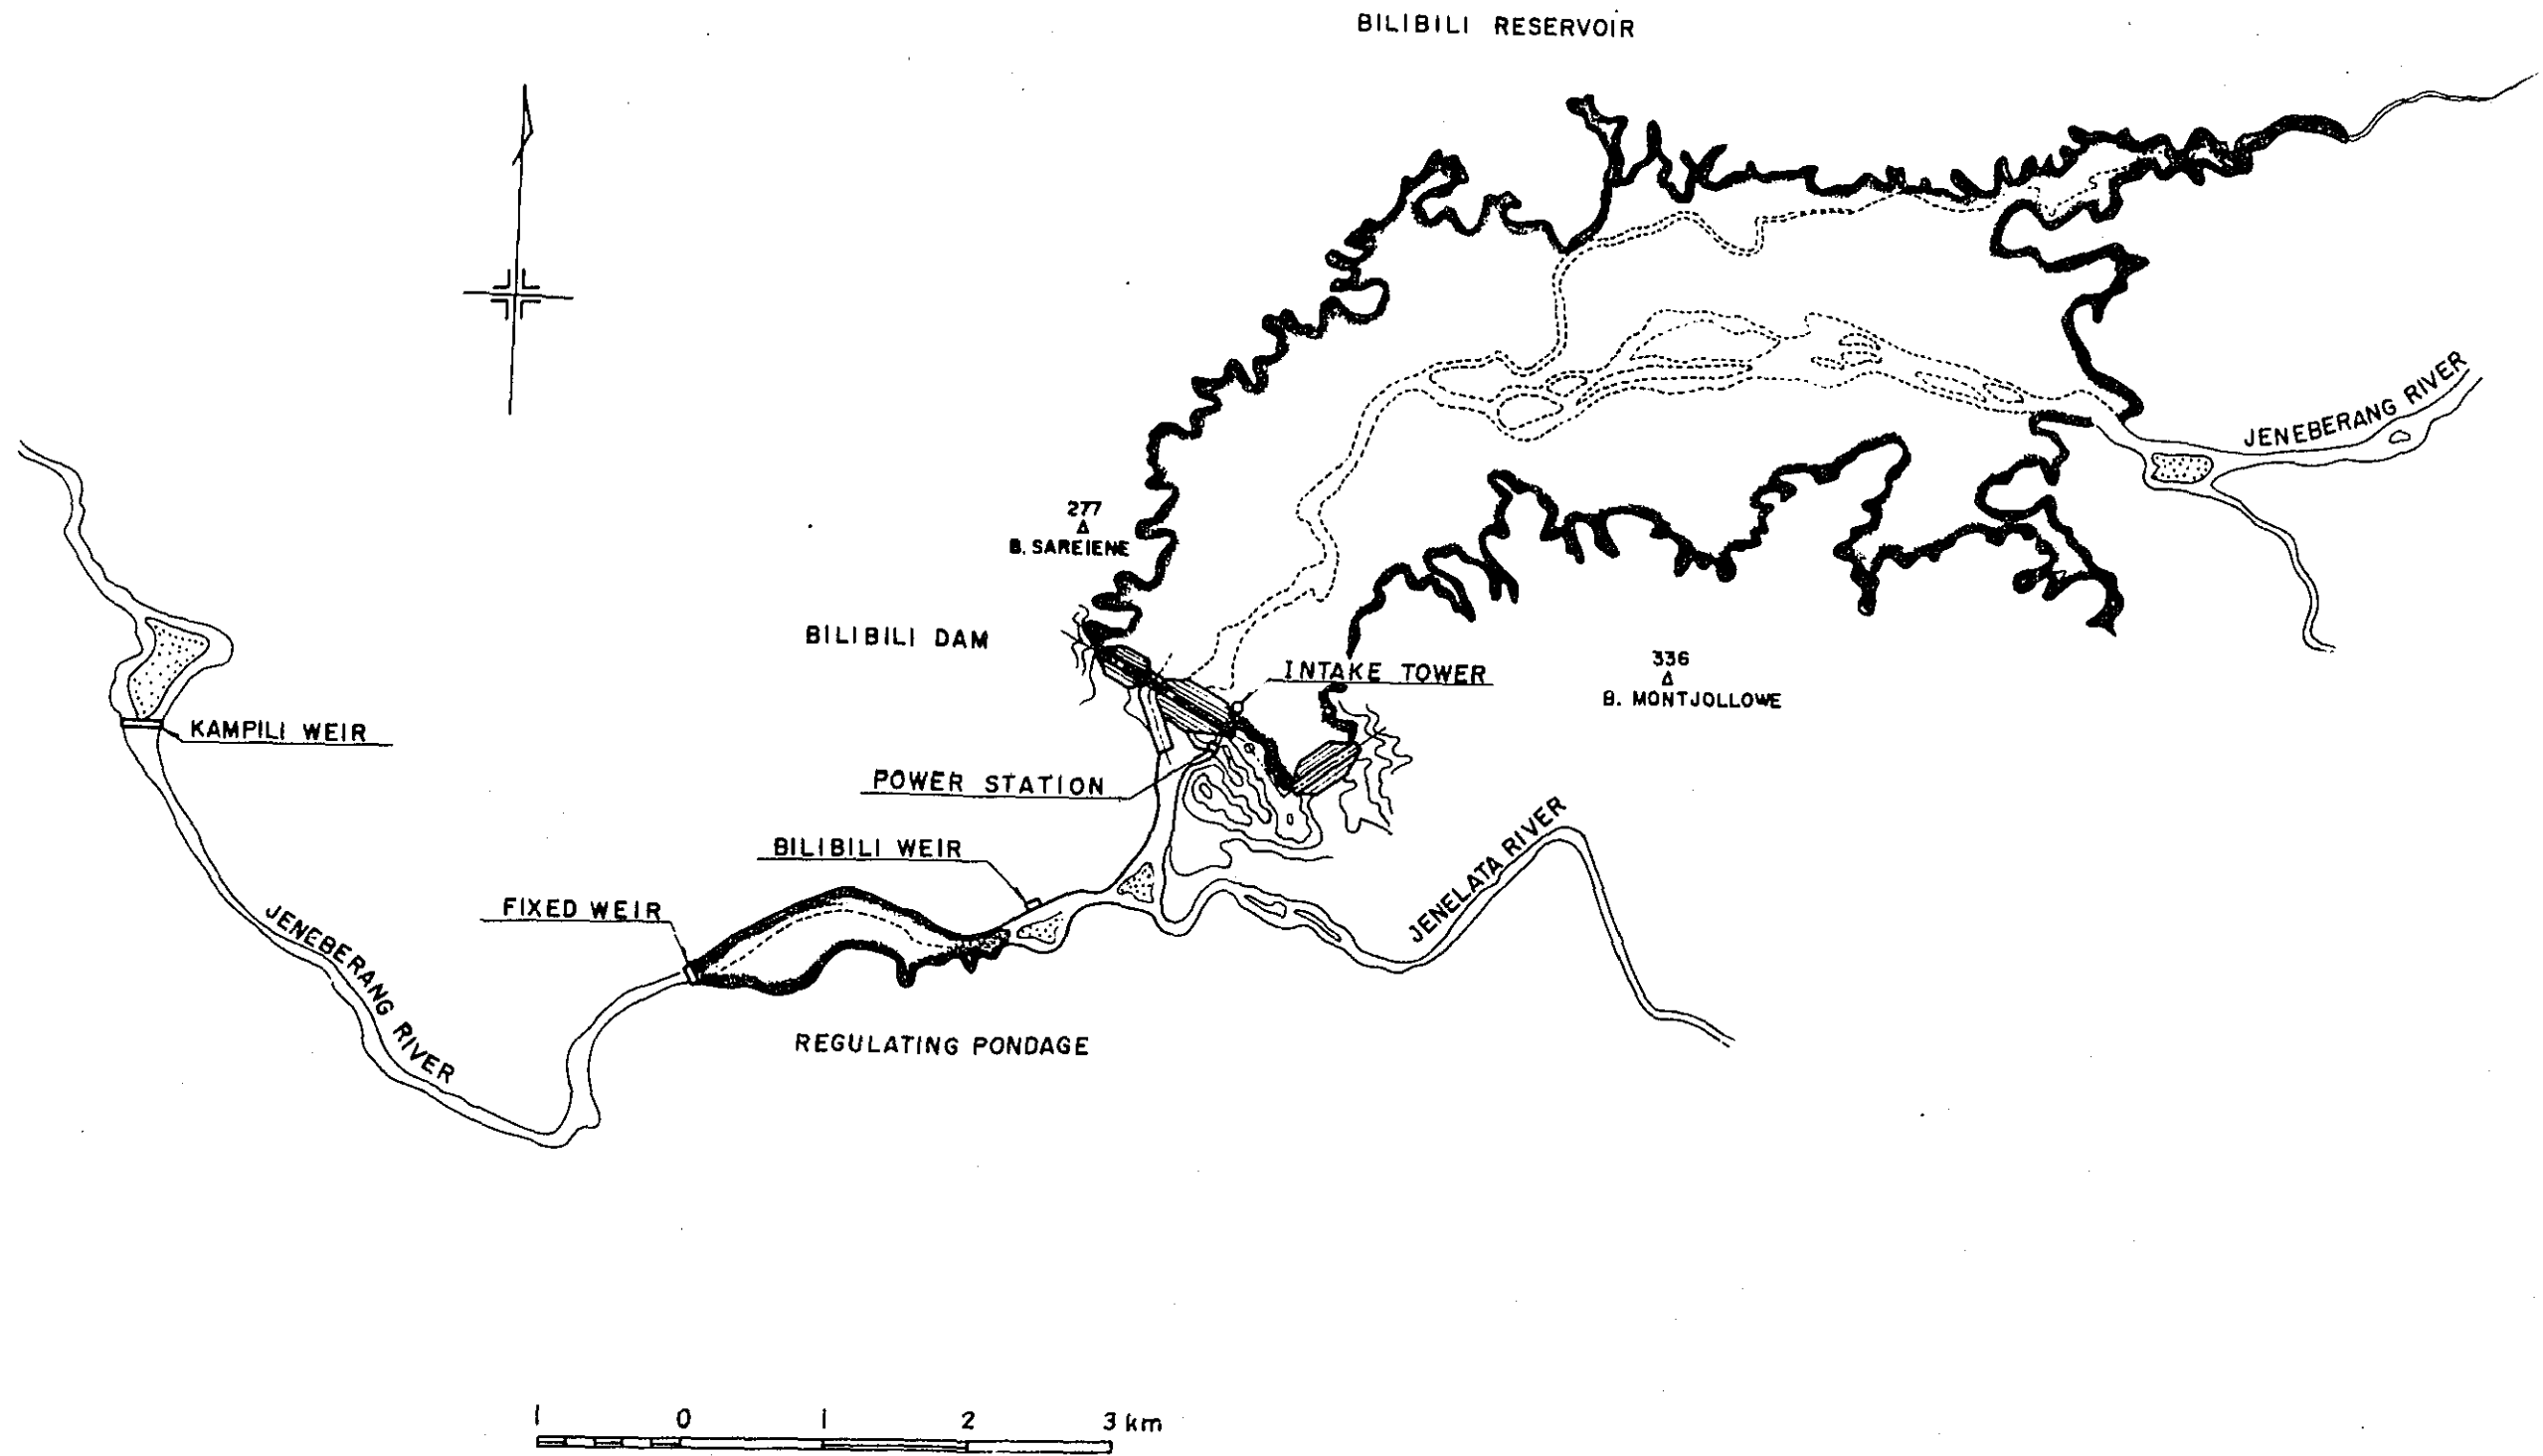 BILIBILI RESERVOIR
JENEBERANG RIVER
277
B. SAREIENE
BILIBILI DAM
INTAKE TOWER
336
B. MONTJOLLOWE
KAMPILI WEIR
POWER STATION
BILIBILI WEIR
JENELATA RIVER
FIXED WEIR
JENEBERANG RIVER
REGULATING PONDAGE
1 0 1 2 3 km